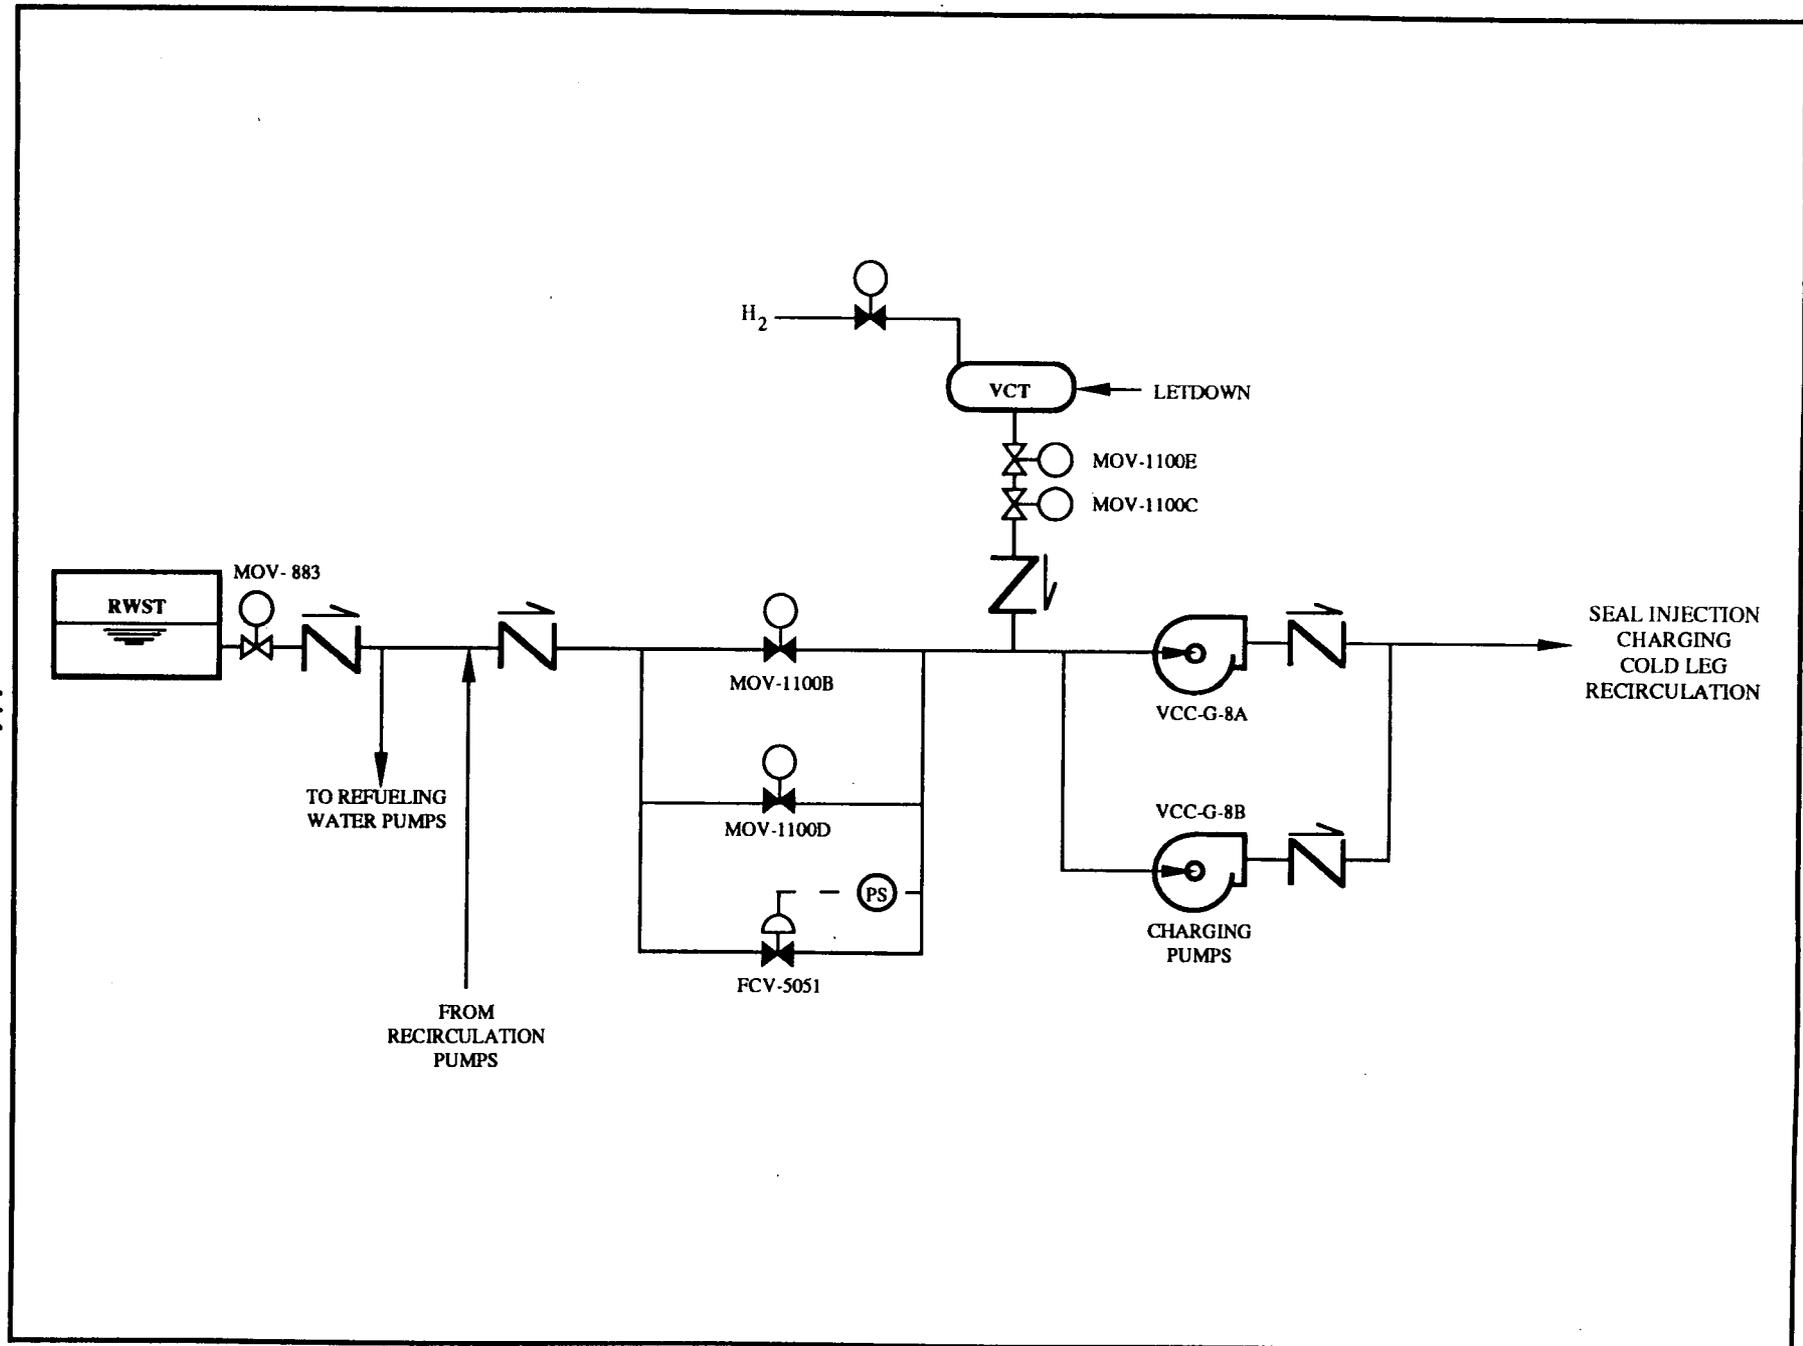 H2
VCT
LETDOWN
MOV-1100E
MOV-1100C
MOV- 883
RWST
MOV-1100B
TO REFUELING
WATER PUMPS
MOV-1100D
PS
FCV-5051
FROM
RECIRCULATION
PUMPS
VCC-G-8A
VCC-G-8B
CHARGING
PUMPS
SEAL INJECTION
CHARGING
COLD LEG
RECIRCULATION